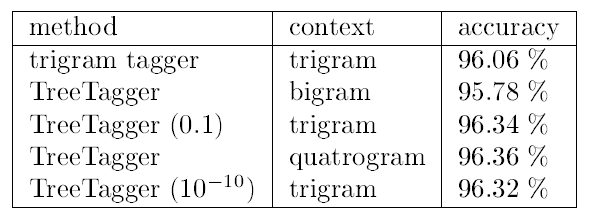 method context accuracy
trigram tagger trigram 96.06 %
TreeTagger bigram 95.78 %
TreeTagger (0.1) trigram 96.34 %
TreeTagger quatrogram 96.36 %
TreeTagger (10⁻¹⁰) trigram 96.32 %